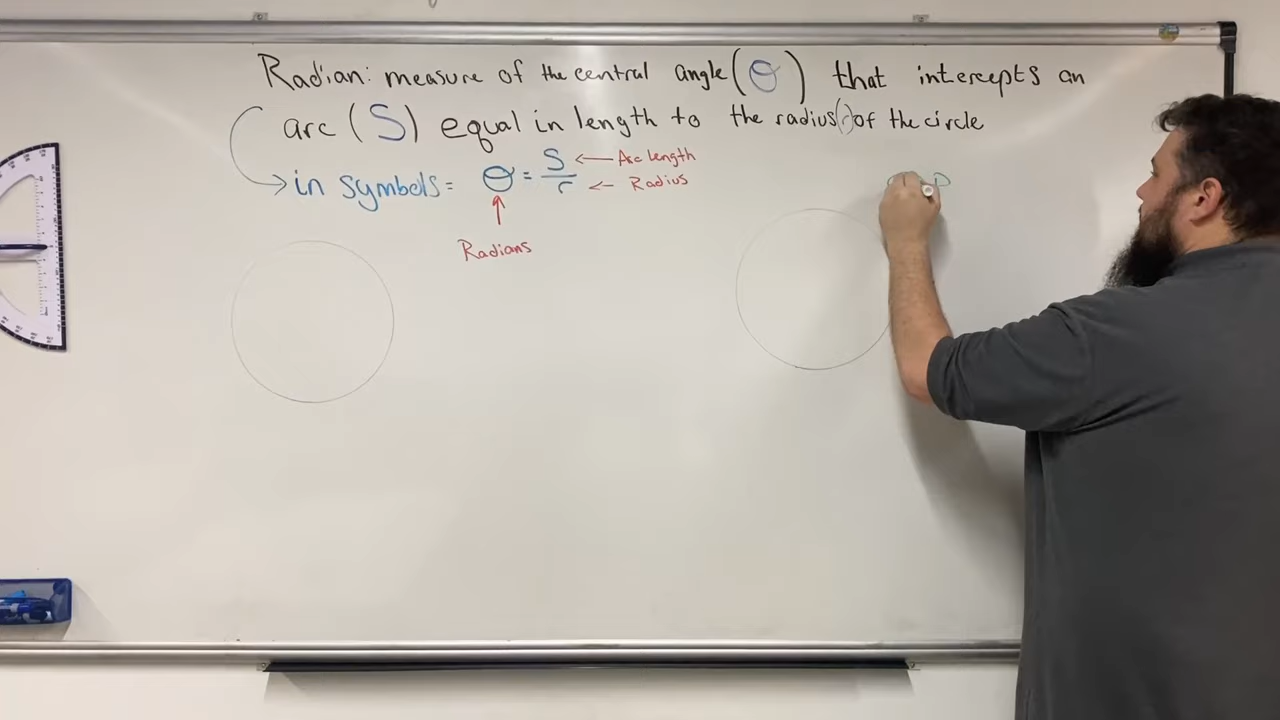 Radian: measure of the central angle (θ) that intercepts an
arc (S) equal in length to the radius (r) of the circle
in symbols = θ = S/r
Arc length
Radius
Radians